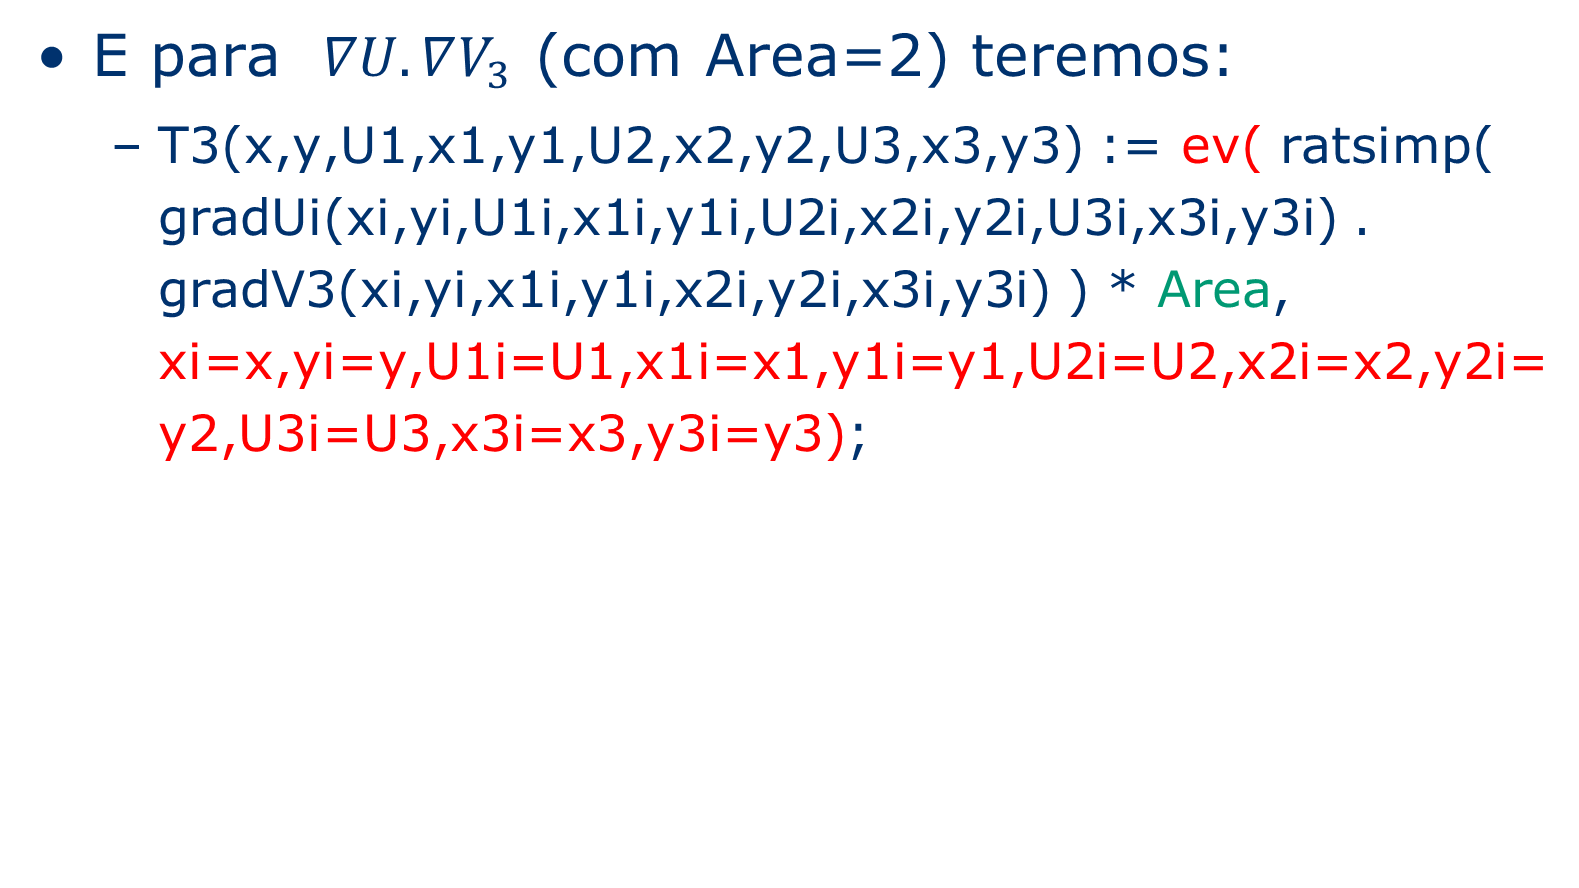 • E para ∇U.∇V₃ (com Area=2) teremos:
– T3(x,y,U1,x1,y1,U2,x2,y2,U3,x3,y3) := ev( ratsimp(
gradUi(xi,yi,U1i,x1i,y1i,U2i,x2i,y2i,U3i,x3i,y3i) .
gradV3(xi,yi,x1i,y1i,x2i,y2i,x3i,y3i) ) * Area,
xi=x,yi=y,U1i=U1,x1i=x1,y1i=y1,U2i=U2,x2i=x2,y2i=
y2,U3i=U3,x3i=x3,y3i=y3);